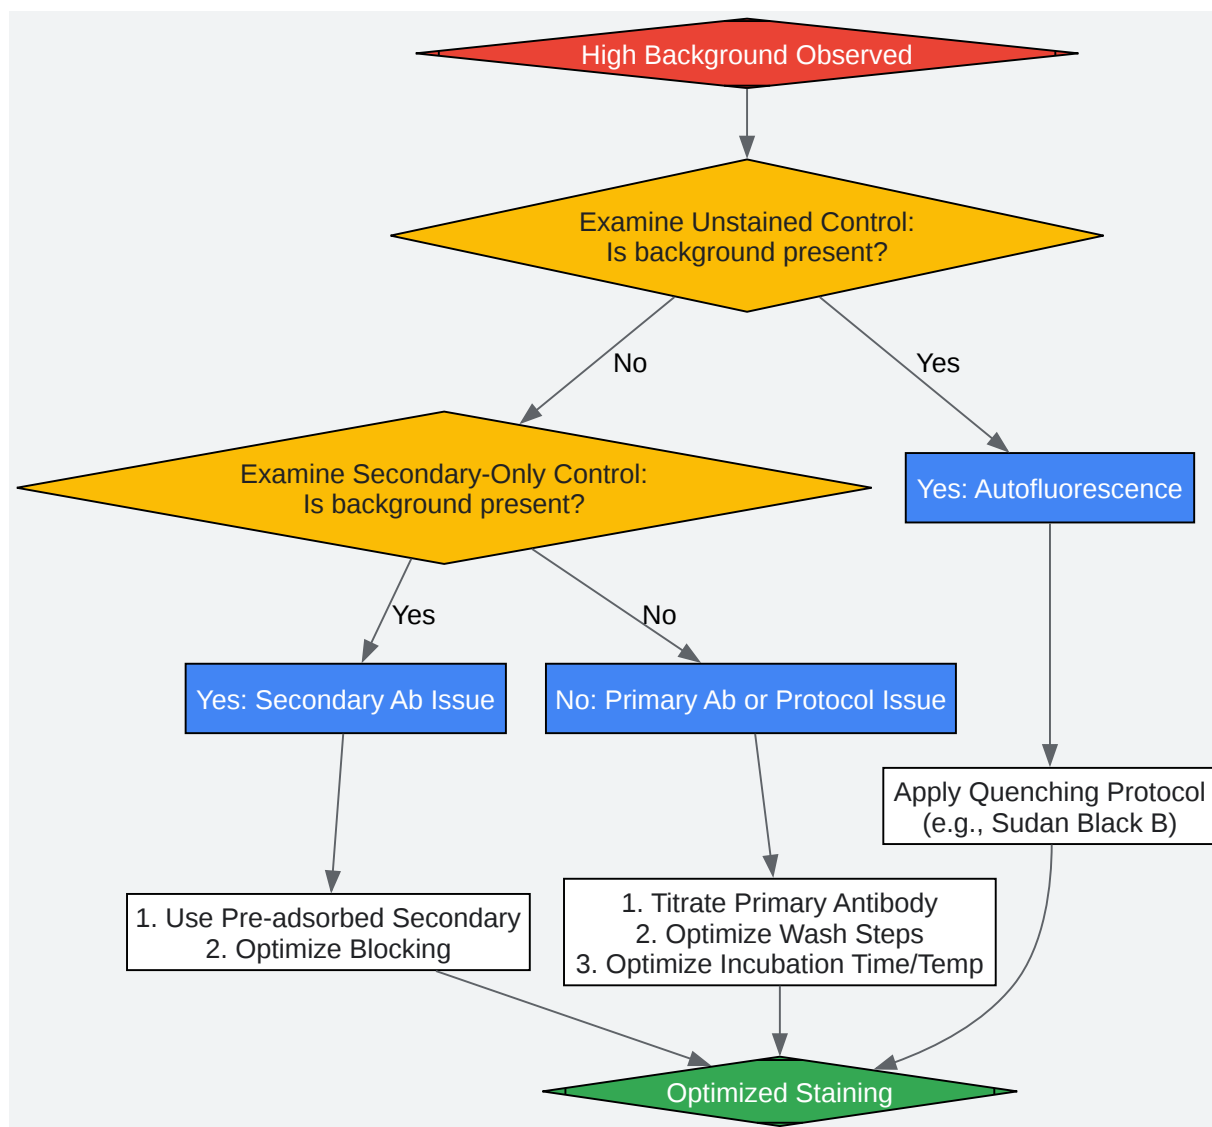 High Background Observed
Examine Unstained Control:
Is background present?
No
Yes
Examine Secondary-Only Control:
Is background present?
Yes: Autofluorescence
Yes
No
Yes: Secondary Ab Issue
No: Primary Ab or Protocol Issue
Apply Quenching Protocol
(e.g., Sudan Black B)
1. Use Pre-adsorbed Secondary
2. Optimize Blocking
1. Titrate Primary Antibody
2. Optimize Wash Steps
3. Optimize Incubation Time/Temp
Optimized Staining